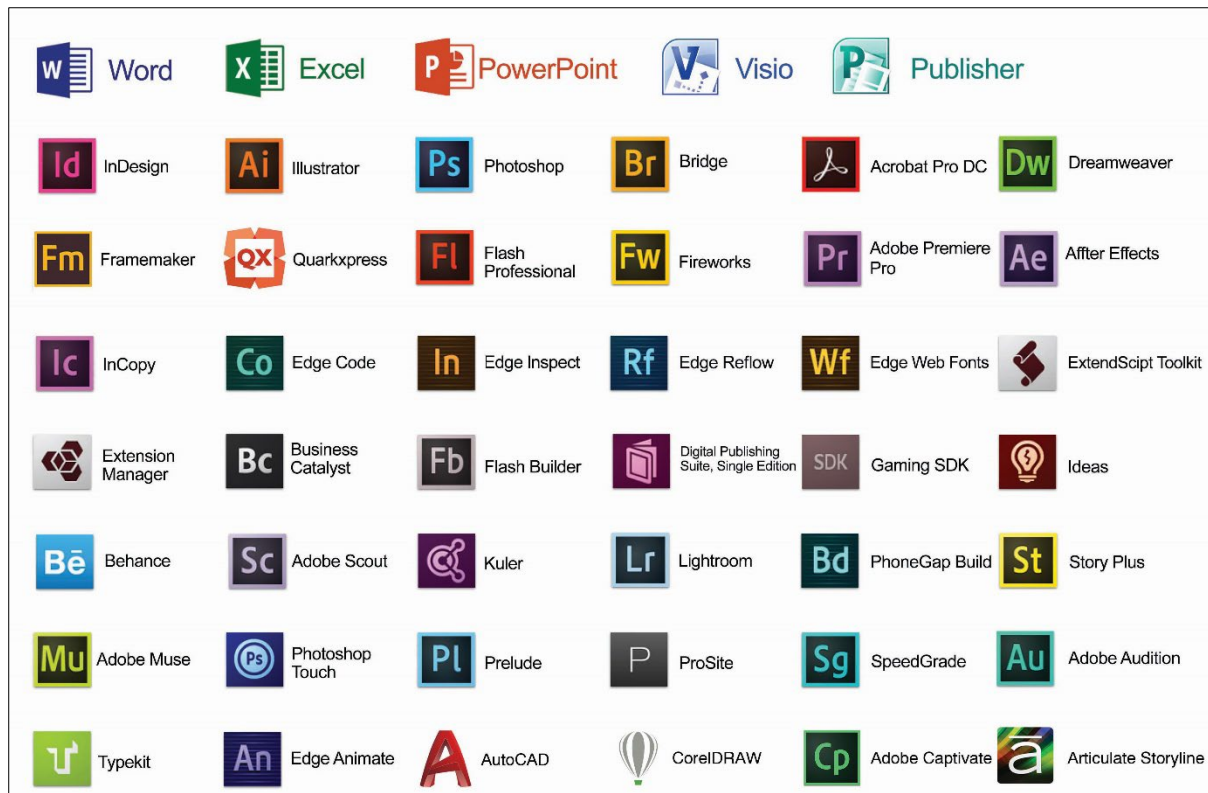 W Word
X Excel
P PowerPoint
V Visio
P Publisher
Id InDesign
Ai Illustrator
Ps Photoshop
Br Bridge
Acrobat Pro DC
Dw Dreamweaver
Fm Framemaker
QX Quarkxpress
Fl Flash
Professional
Fw Fireworks
Pr Adobe Premiere
Pro
Ae Affter Effects
Ic InCopy
Co Edge Code
In Edge Inspect
Rf Edge Reflow
Wf Edge Web Fonts
ExtendScipt Toolkit
Extension
Manager
Bc Business
Catalyst
Fb Flash Builder
Digital Publishing
Suite, Single Edition
SDK Gaming SDK
Ideas
Bē Behance
Sc Adobe Scout
Kuler
Lr Lightroom
Bd PhoneGap Build
St Story Plus
Mu Adobe Muse
Ps Photoshop
Touch
Pl Prelude
P ProSite
Sg SpeedGrade
Au Adobe Audition
Typekit
An Edge Animate
AutoCAD
CorelDRAW
Cp Adobe Captivate
ā Articulate Storyline